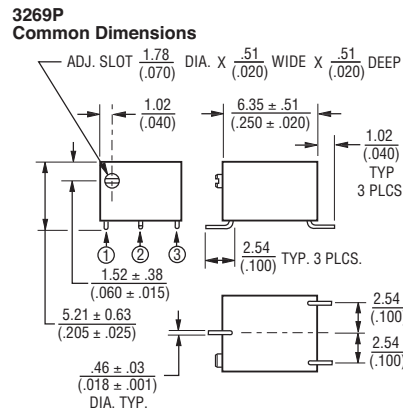 3269P
Common Dimensions
ADJ. SLOT 1.78 DIA. X .51 WIDE X .51 DEEP
(.070) (.020) (.020)
1.02
(.040)
6.35 ± .51
(.250 ± .020)
1.02
(.040)
TYP
3 PLCS
1 2 3
2.54 TYP. 3 PLCS.
(.100)
1.52 ± .38
(.060 ± .015)
5.21 ± 0.63
(.205 ± .025)
2.54
(.100)
2.54
(.100)
.46 ± .03
(.018 ± .001)
DIA. TYP.